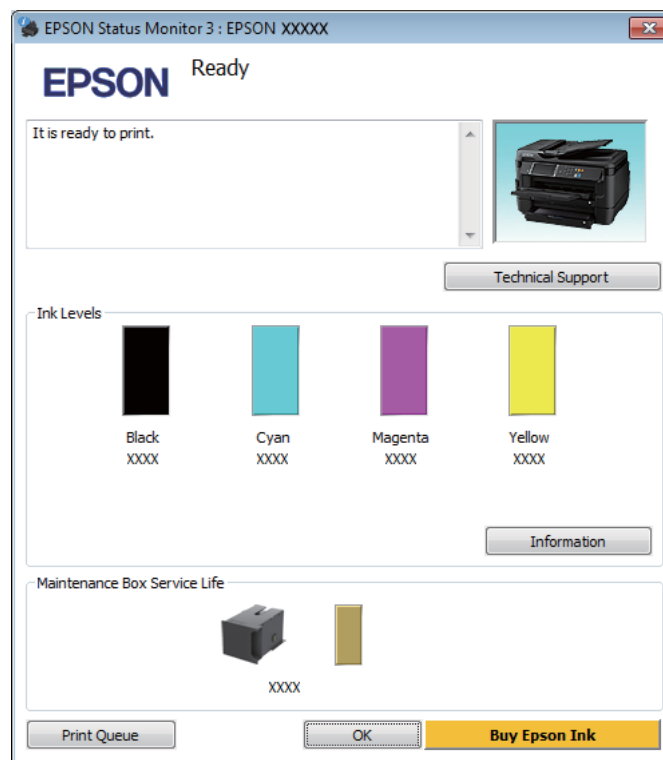 EPSON Status Monitor 3 : EPSON XXXXX
EPSON
Ready
It is ready to print.
Technical Support
Ink Levels
Black
Cyan
Magenta
Yellow
XXXX
XXXX
XXXX
XXXX
Information
Maintenance Box Service Life
XXXX
Print Queue
OK
Buy Epson Ink